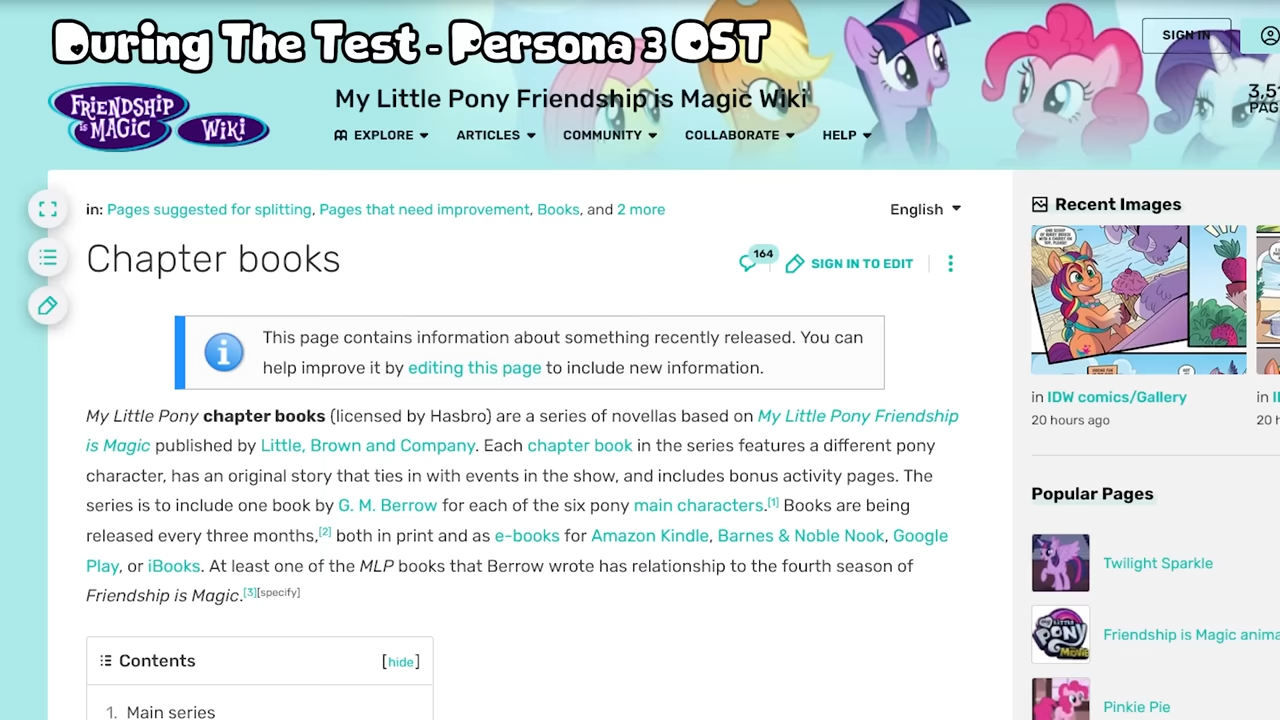 During The Test - Persona 3 OST
SIGN IN
FRIENDSHIP IS MAGIC Wiki
My Little Pony Friendship is Magic Wiki
EXPLORE ARTICLES COMMUNITY COLLABORATE HELP
in: Pages suggested for splitting, Pages that need improvement, Books, and 2 more
English
Chapter books
164
SIGN IN TO EDIT
This page contains information about something recently released. You can
help improve it by editing this page to include new information.
My Little Pony chapter books (licensed by Hasbro) are a series of novellas based on My Little Pony Friendship
is Magic published by Little, Brown and Company. Each chapter book in the series features a different pony
character, has an original story that ties in with events in the show, and includes bonus activity pages. The
series is to include one book by G. M. Berrow for each of the six pony main characters.[1] Books are being
released every three months,[2] both in print and as e-books for Amazon Kindle, Barnes & Noble Nook, Google
Play, or iBooks. At least one of the MLP books that Berrow wrote has relationship to the fourth season of
Friendship is Magic.[3][specify]
Contents [hide]
1. Main series
Recent Images
in IDW comics/Gallery
20 hours ago
Popular Pages
Twilight Sparkle
Friendship is Magic anima
Pinkie Pie